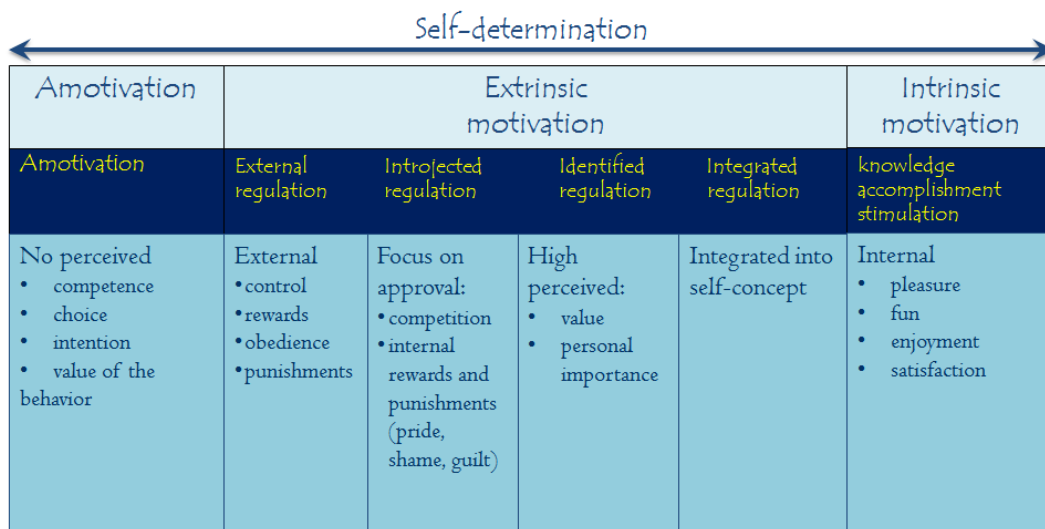 Self-determination
Amotivation
Extrinsic
motivation
Intrinsic
motivation
Amotivation
External
regulation
Introjected
regulation
Identified
regulation
Integrated
regulation
knowledge
accomplishment
stimulation
No perceived
• competence
• choice
• intention
• value of the
behavior
External
• control
• rewards
• obedience
• punishments
Focus on
approval:
• competition
• internal
rewards and
punishments
(pride,
shame, guilt)
High
perceived:
• value
• personal
importance
Integrated into
self-concept
Internal
• pleasure
• fun
• enjoyment
• satisfaction